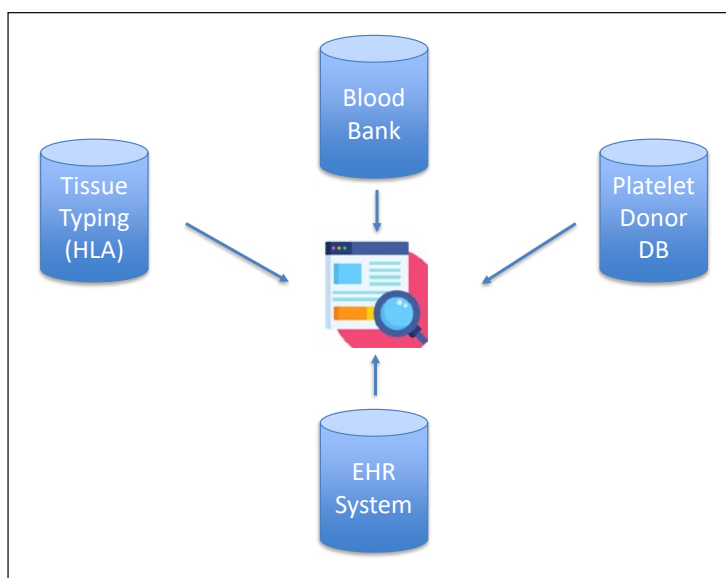 Blood
Bank
Tissue
Typing
(HLA)
Platelet
Donor
DB
EHR
System